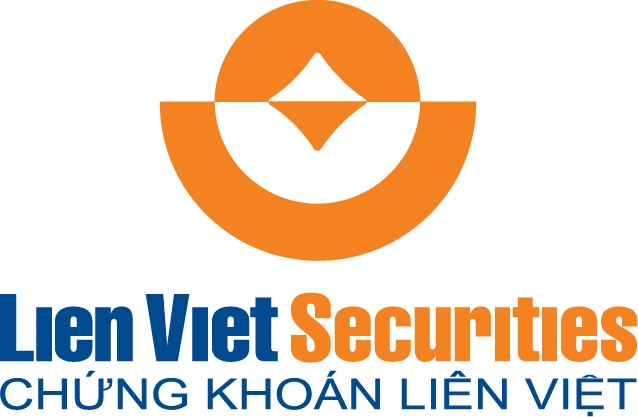 Lien Viet Securities
CHỨNG KHOÁN LIÊN VIỆT